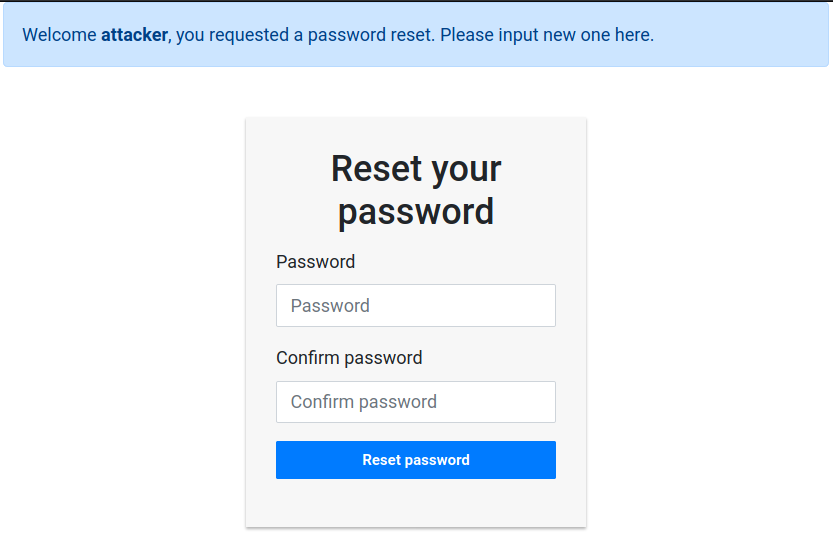 Welcome attacker, you requested a password reset. Please input new one here.
Reset your
password
Password
Password
Confirm password
Confirm password
Reset password